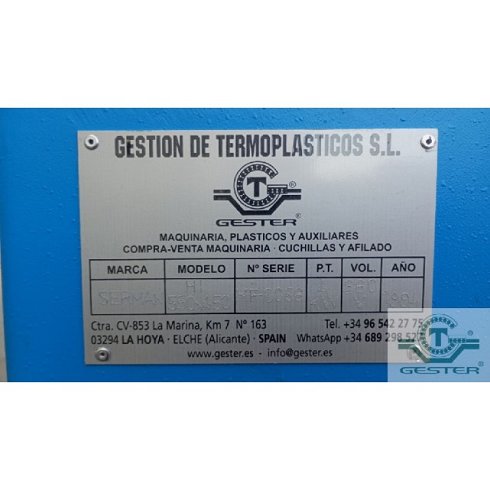 GESTION DE TERMOPLASTICOS S.L.
GESTER®
MAQUINARIA, PLASTICOS Y AUXILIARES
COMPRA-VENTA MAQUINARIA · CUCHILLAS Y AFILADO
MARCA MODELO Nº SERIE P.T. VOL. AÑO
SERMAN
Ctra. CV-853 La Marina, Km 7 Nº 163 Tel. +34 96 542 27 75
03294 LA HOYA - ELCHE (Alicante) - SPAIN WhatsApp +34 689 298
www.gester.es - info@gester.es
GESTER